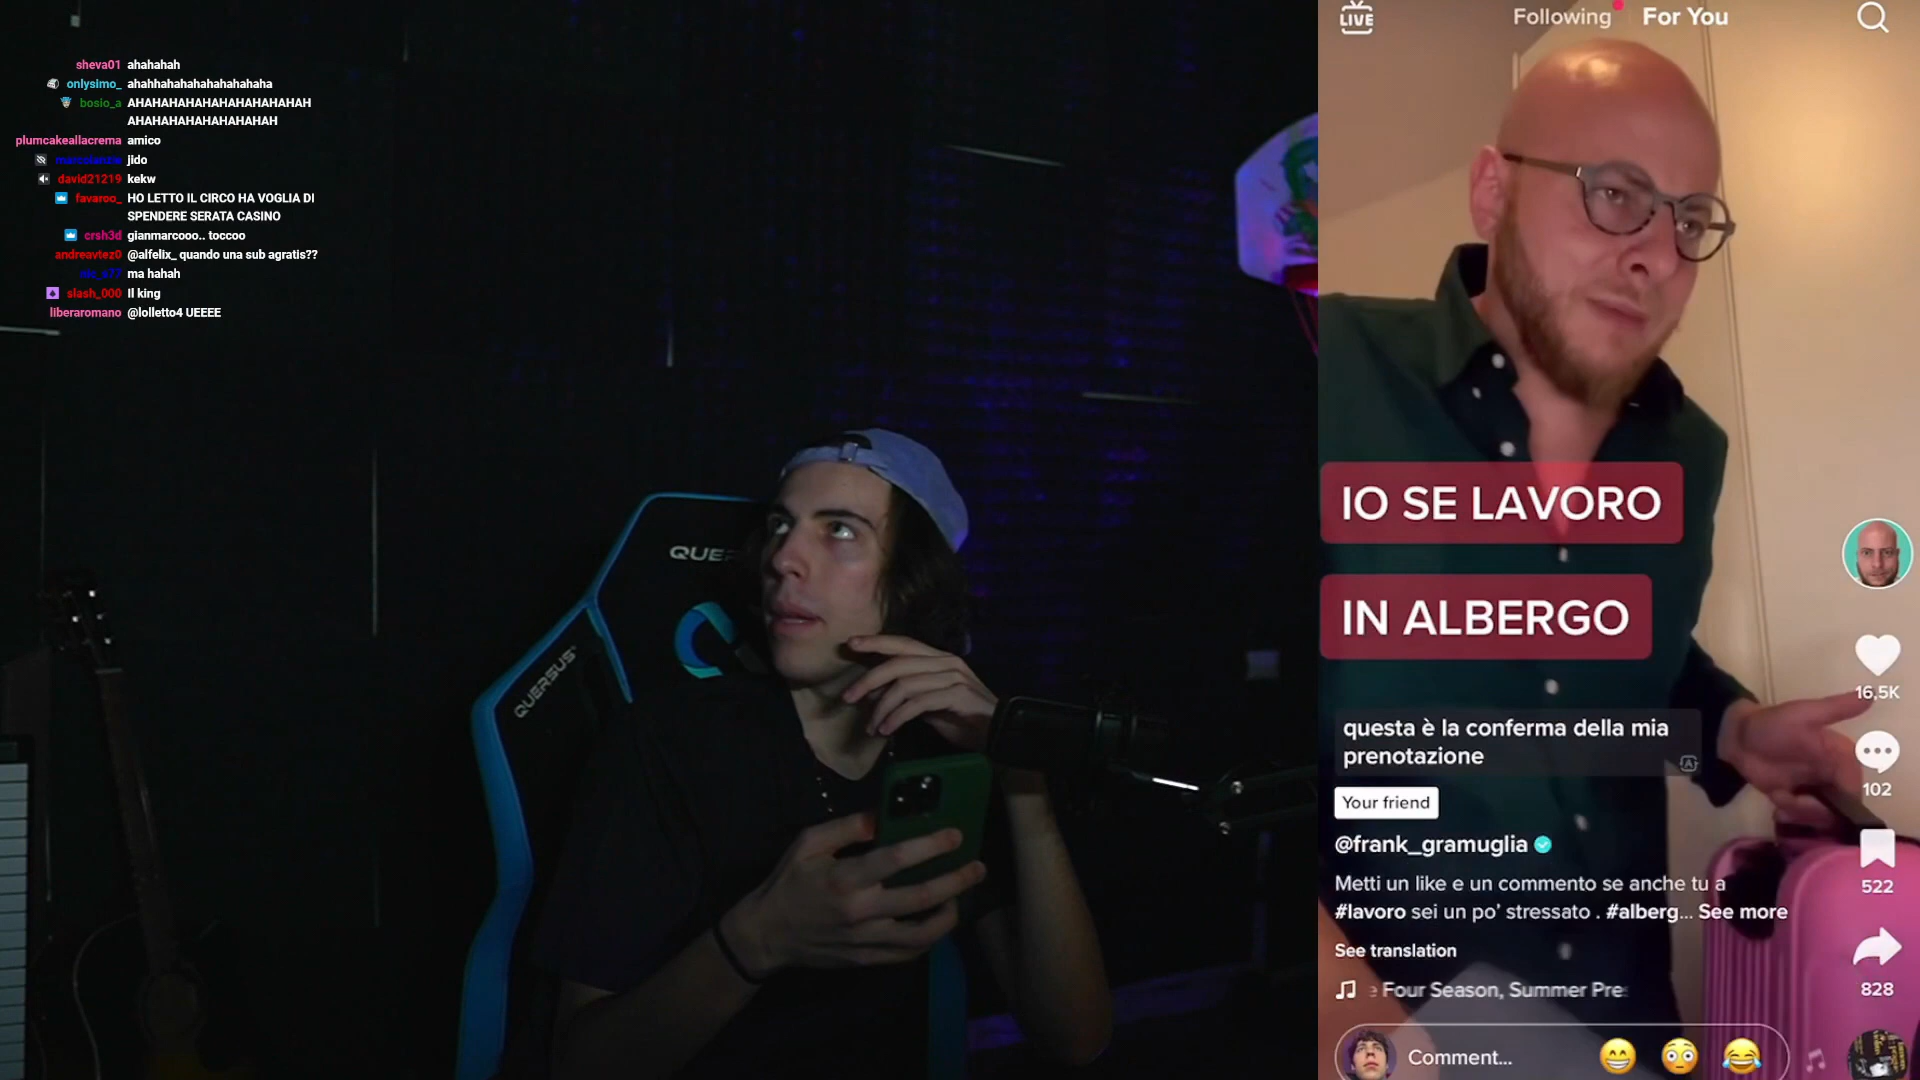 sheva01 ahahahah
onlysimo_ ahahhahahahahahahaha
bosio_a AHAHAHAHAHAHAHAHAHAH
AHAHAHAHAHAHAHAH
plumcakeallacrema amico
jido
david21219 kekw
favaroo_ HO LETTO IL CIRCO HA VOGLIA DI
SPENDERE SERATA CASINO
crsh3d gianmarcooo.. toccoo
andreavtez0 @alfelix_ quando una sub agratis??
ma hahah
slash_000 Il king
liberaromano @lolletto4 UEEEE
QUERSUS
LIVE
Following For You
IO SE LAVORO
IN ALBERGO
questa è la conferma della mia
prenotazione
Your friend
@frank_gramuglia
Metti un like e un commento se anche tu a
#lavoro sei un po' stressato . #alberg... See more
See translation
e Four Season, Summer Pre
Comment...
16,5K
102
522
828